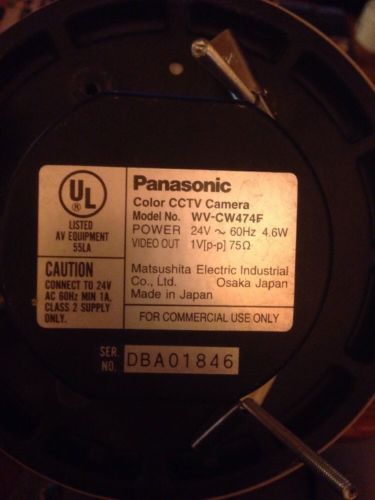 UL
LISTED
AV EQUIPMENT
55LA
CAUTION
CONNECT TO 24V
AC 60Hz MIN 1A,
CLASS 2 SUPPLY
ONLY.
Panasonic
Color CCTV Camera
Model No. WV-CW474F
POWER 24V ~ 60Hz 4.6W
VIDEO OUT 1V[p-p] 75Ω
Matsushita Electric Industrial
Co., Ltd. Osaka Japan
Made in Japan
FOR COMMERCIAL USE ONLY
SER.
NO. DBA01846